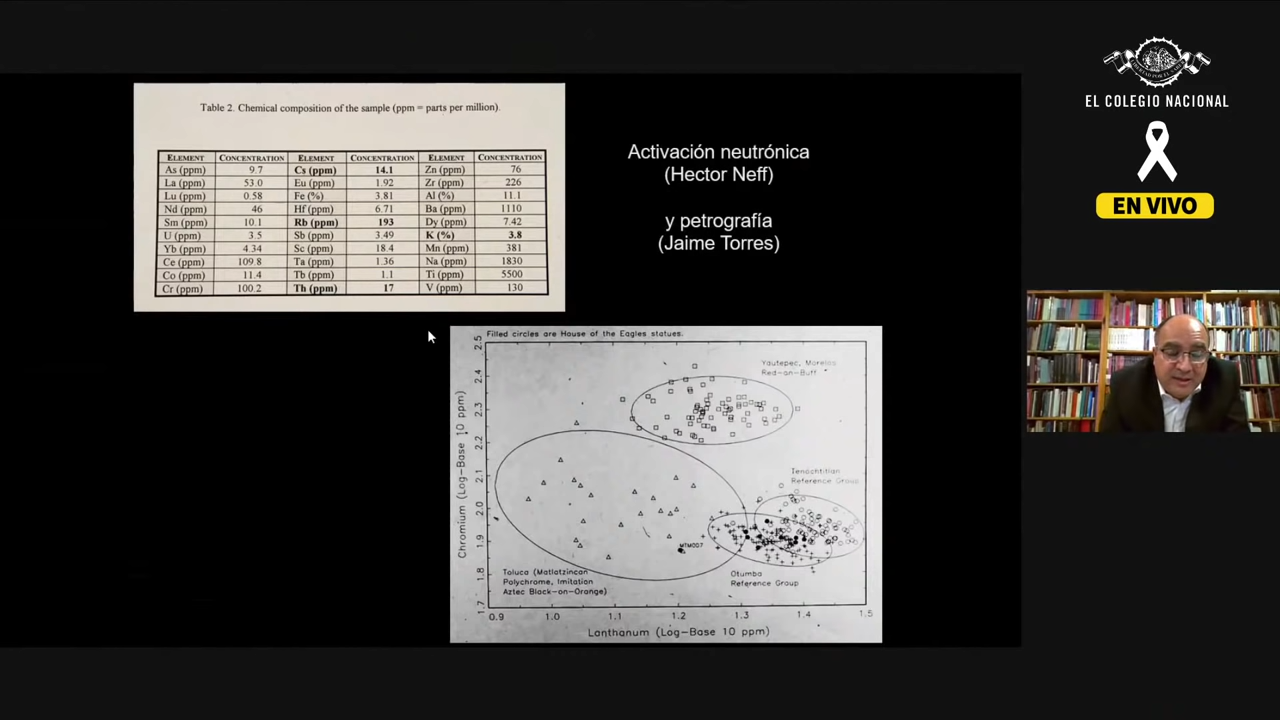 Table 2. Chemical composition of the sample (ppm = parts per million).
ELEMENT CONCENTRATION ELEMENT CONCENTRATION ELEMENT CONCENTRATION
As (ppm) 9.7 Cs (ppm) 14.1 Zn (ppm) 76
La (ppm) 53.0 Eu (ppm) 1.92 Zr (ppm) 226
Lu (ppm) 0.58 Fe (%) 3.81 Al (%) 11.1
Nd (ppm) 46 Hf (ppm) 6.71 Ba (ppm) 1110
Sm (ppm) 10.1 Rb (ppm) 193 Dy (ppm) 7.42
U (ppm) 3.5 Sb (ppm) 3.49 K (%) 3.8
Yb (ppm) 4.34 Sc (ppm) 18.4 Mn (ppm) 381
Ce (ppm) 109.8 Ta (ppm) 1.36 Na (ppm) 1830
Co (ppm) 11.4 Tb (ppm) 1.1 Ti (ppm) 5500
Cr (ppm) 100.2 Th (ppm) 17 V (ppm) 130
Activación neutrónica
(Hector Neff)
y petrografía
(Jaime Torres)
EL COLEGIO NACIONAL
EN VIVO
Filled circles are House of the Eagles statues.
Chromium (Log-Base 10 ppm)
2.5
2.4
2.3
2.2
2.1
2.0
1.9
1.8
1.7
Yautepec, Morelos
Red-on-Buff
Tenochtitlan
Reference Group
MTM007
Toluca (Matlatzincan
Polychrome, Imitation
Aztec Black-on-Orange)
Otumba
Reference Group
0.9 1.0 1.1 1.2 1.3 1.4 1.5
Lanthanum (Log-Base 10 ppm)